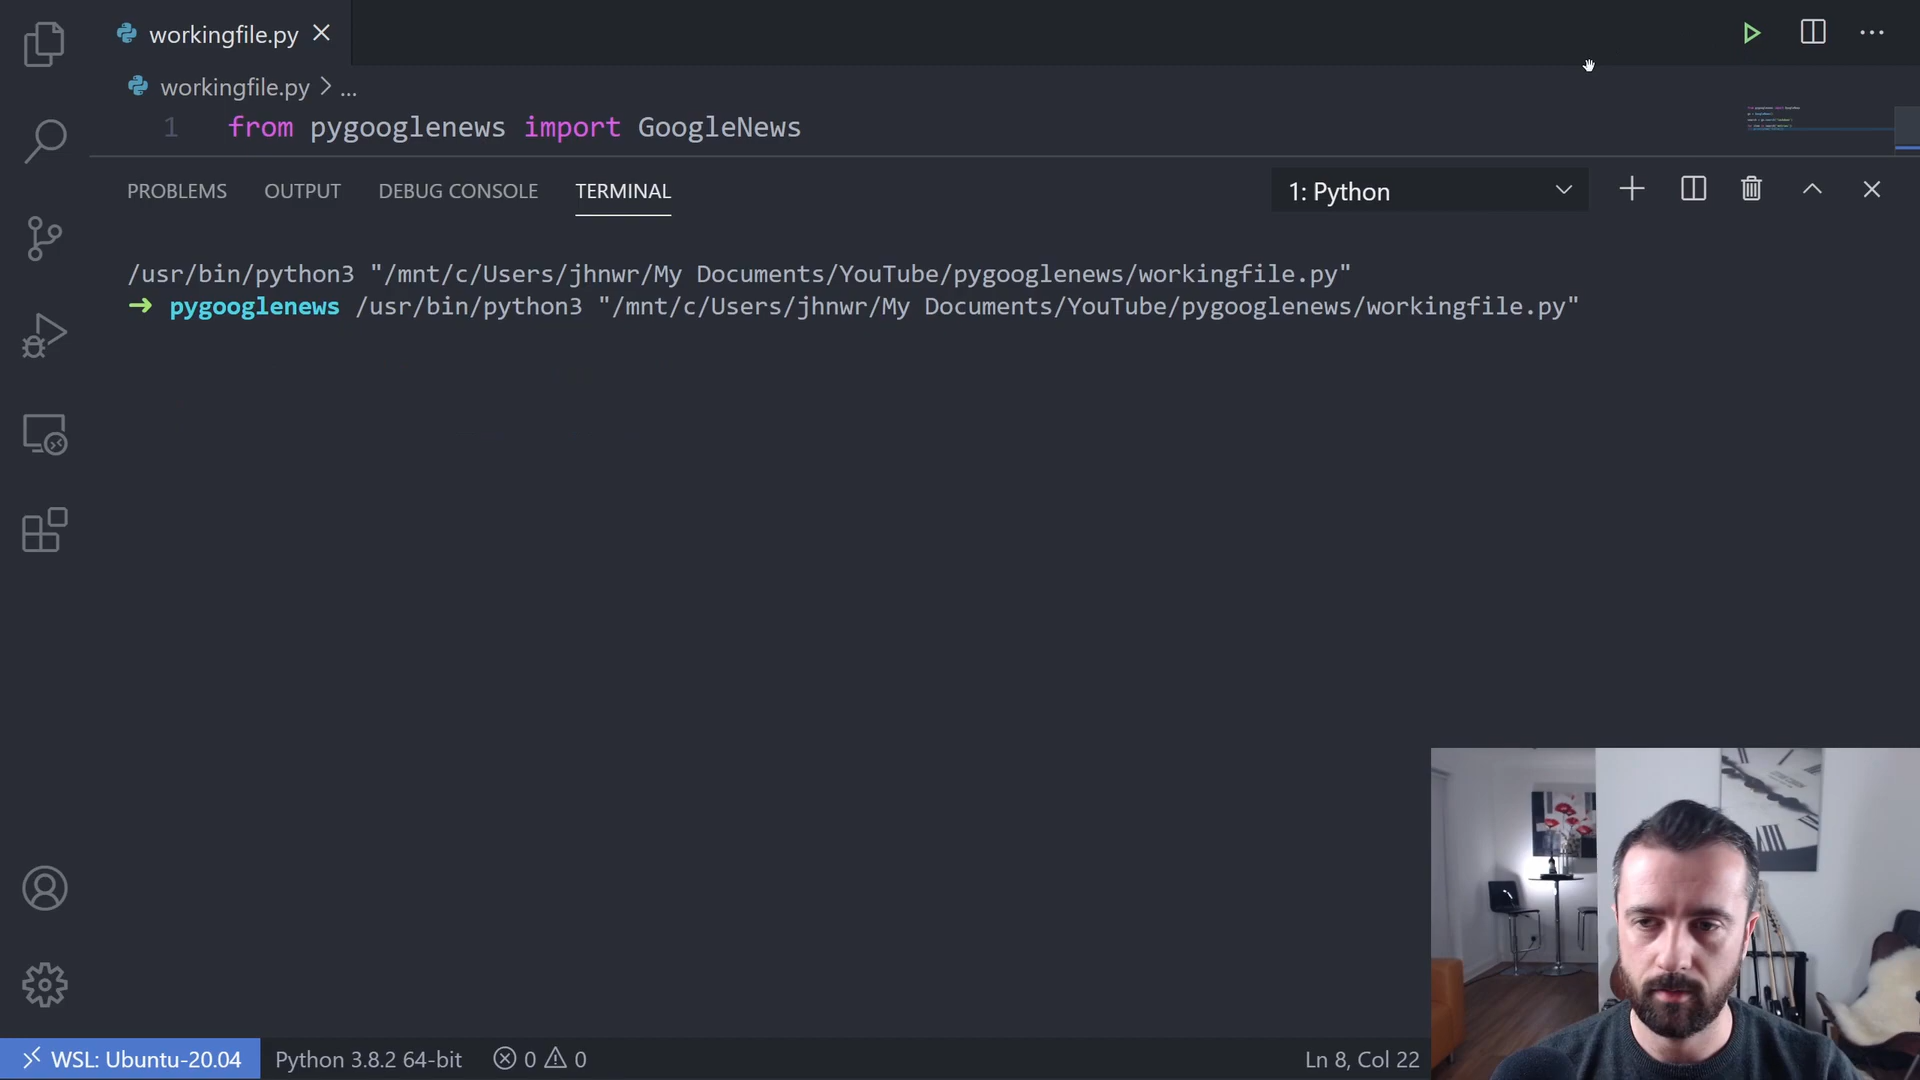 workingfile.py
workingfile.py > ...
1 from pygooglenews import GoogleNews
PROBLEMS OUTPUT DEBUG CONSOLE TERMINAL 1: Python
/usr/bin/python3 "/mnt/c/Users/jhnwr/My Documents/YouTube/pygooglenews/workingfile.py"
➜ pygooglenews /usr/bin/python3 "/mnt/c/Users/jhnwr/My Documents/YouTube/pygooglenews/workingfile.py"
WSL: Ubuntu-20.04 Python 3.8.2 64-bit 0 0 Ln 8, Col 22